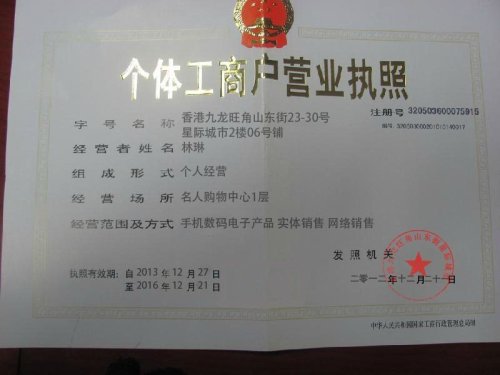 个体工商户营业执照
注册号 320503600075915
编号 320503000201010140017
字号名称 香港九龙旺角山东街23-30号
星际城市2楼06号铺
经营者姓名 林琳
组成形式 个人经营
经营场所 名人购物中心1层
经营范围及方式 手机数码电子产品 实体销售 网络销售
发照机关
执照有效期：自 2013 年 12 月 27 日
至 2016 年 12 月 21 日
二〇一二年十二月二十一日
中华人民共和国国家工商行政管理总局制